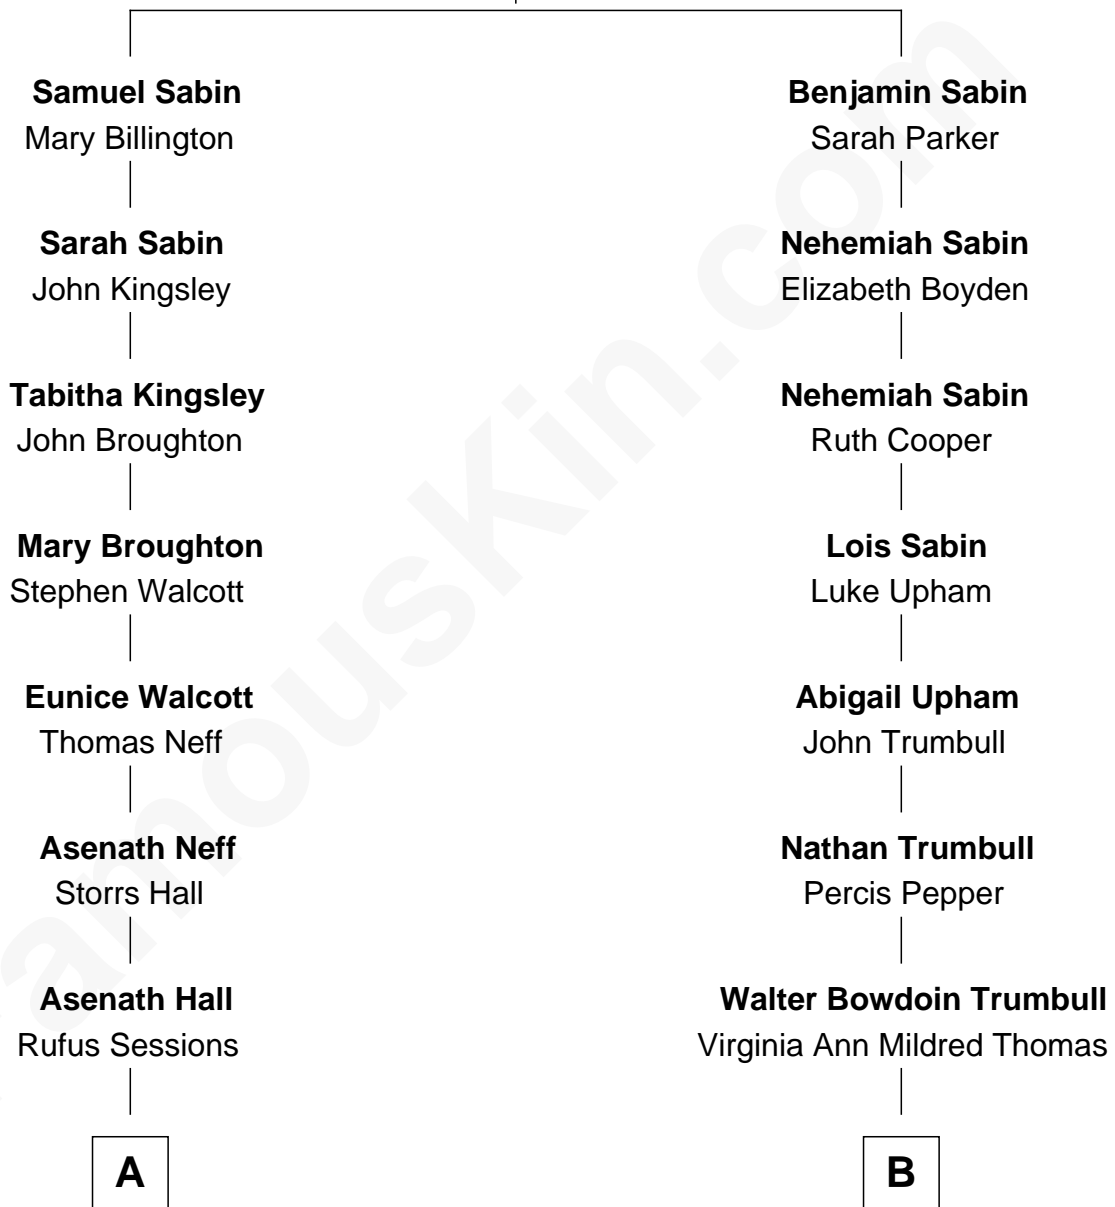 Samuel Sabin
Mary Billington
Sarah Sabin
John Kingsley
Tabitha Kingsley
John Broughton
Mary Broughton
Stephen Walcott
Eunice Walcott
Thomas Neff
Asenath Neff
Storrs Hall
Asenath Hall
Rufus Sessions
A
Benjamin Sabin
Sarah Parker
Nehemiah Sabin
Elizabeth Boyden
Nehemiah Sabin
Ruth Cooper
Lois Sabin
Luke Upham
Abigail Upham
John Trumbull
Nathan Trumbull
Percis Pepper
Walter Bowdoin Trumbull
Virginia Ann Mildred Thomas
B
amousKin.com